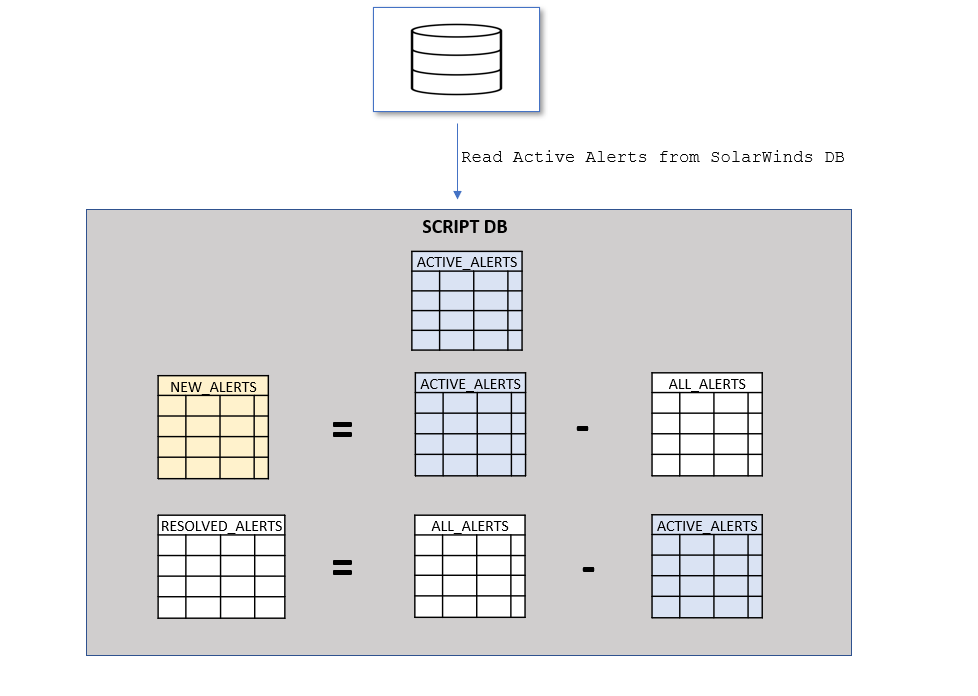 Read Active Alerts from SolarWinds DB
SCRIPT DB
ACTIVE_ALERTS
NEW_ALERTS
=
ACTIVE_ALERTS
-
ALL_ALERTS
RESOLVED_ALERTS
=
ALL_ALERTS
-
ACTIVE_ALERTS